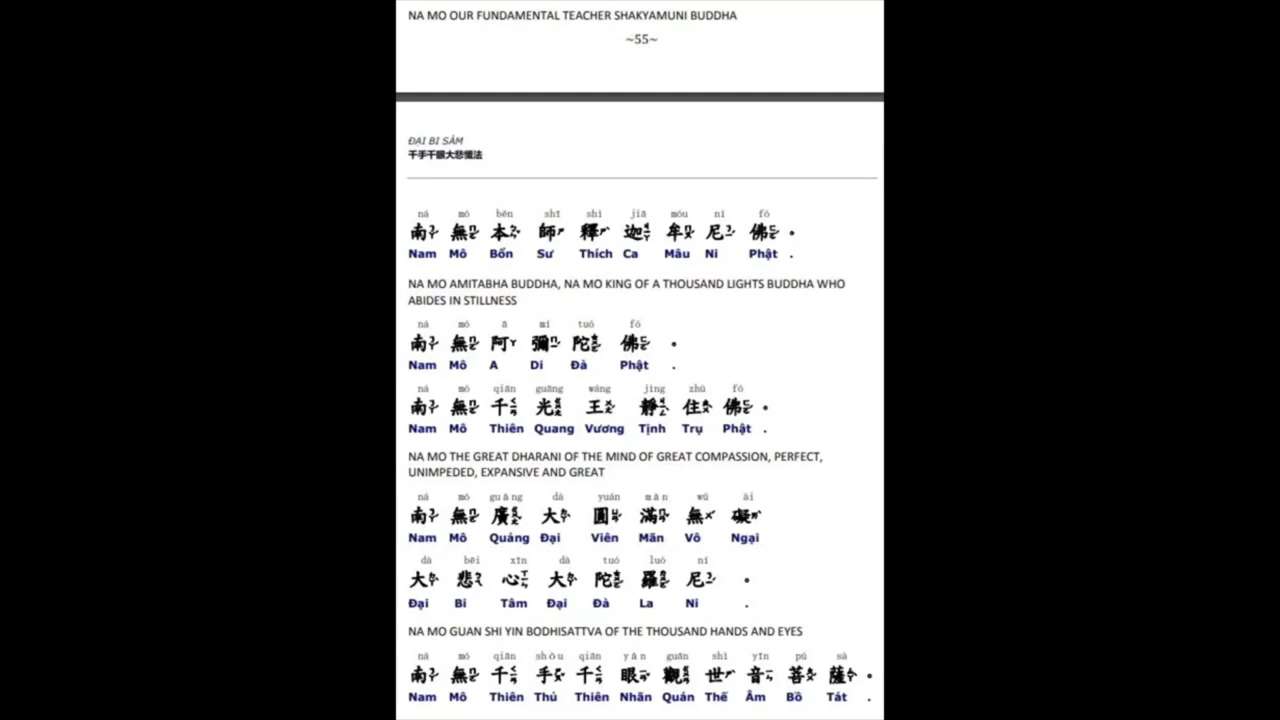 NA MO OUR FUNDAMENTAL TEACHER SHAKYAMUNI BUDDHA
~55~
ĐẠI BI SÁM
千手千眼大悲懺法
ná mó běn shī shì jiā móu ní fó
南無本師釋迦牟尼佛。
Nam Mô Bổn Sư Thích Ca Mâu Ni Phật .
NA MO AMITABHA BUDDHA, NA MO KING OF A THOUSAND LIGHTS BUDDHA WHO
ABIDES IN STILLNESS
ná mó ā mí tuó fó
南無阿彌陀佛。
Nam Mô A Di Đà Phật .
ná mó qiān guāng wáng jìng zhù fó
南無千光王靜住佛。
Nam Mô Thiên Quang Vương Tịnh Trụ Phật .
NA MO THE GREAT DHARANI OF THE MIND OF GREAT COMPASSION, PERFECT,
UNIMPEDED, EXPANSIVE AND GREAT
ná mó guǎng dà yuán mǎn wú ài
南無廣大圓滿無礙
Nam Mô Quảng Đại Viên Mãn Vô Ngại
dà bēi xīn dà tuó luó ní
大悲心大陀羅尼。
Đại Bi Tâm Đại Đà La Ni .
NA MO GUAN SHI YIN BODHISATTVA OF THE THOUSAND HANDS AND EYES
ná mó qiān shǒu qiān yǎn guān shì yīn pú sà
南無千手千眼觀世音菩薩。
Nam Mô Thiên Thủ Thiên Nhãn Quán Thế Âm Bồ Tát .